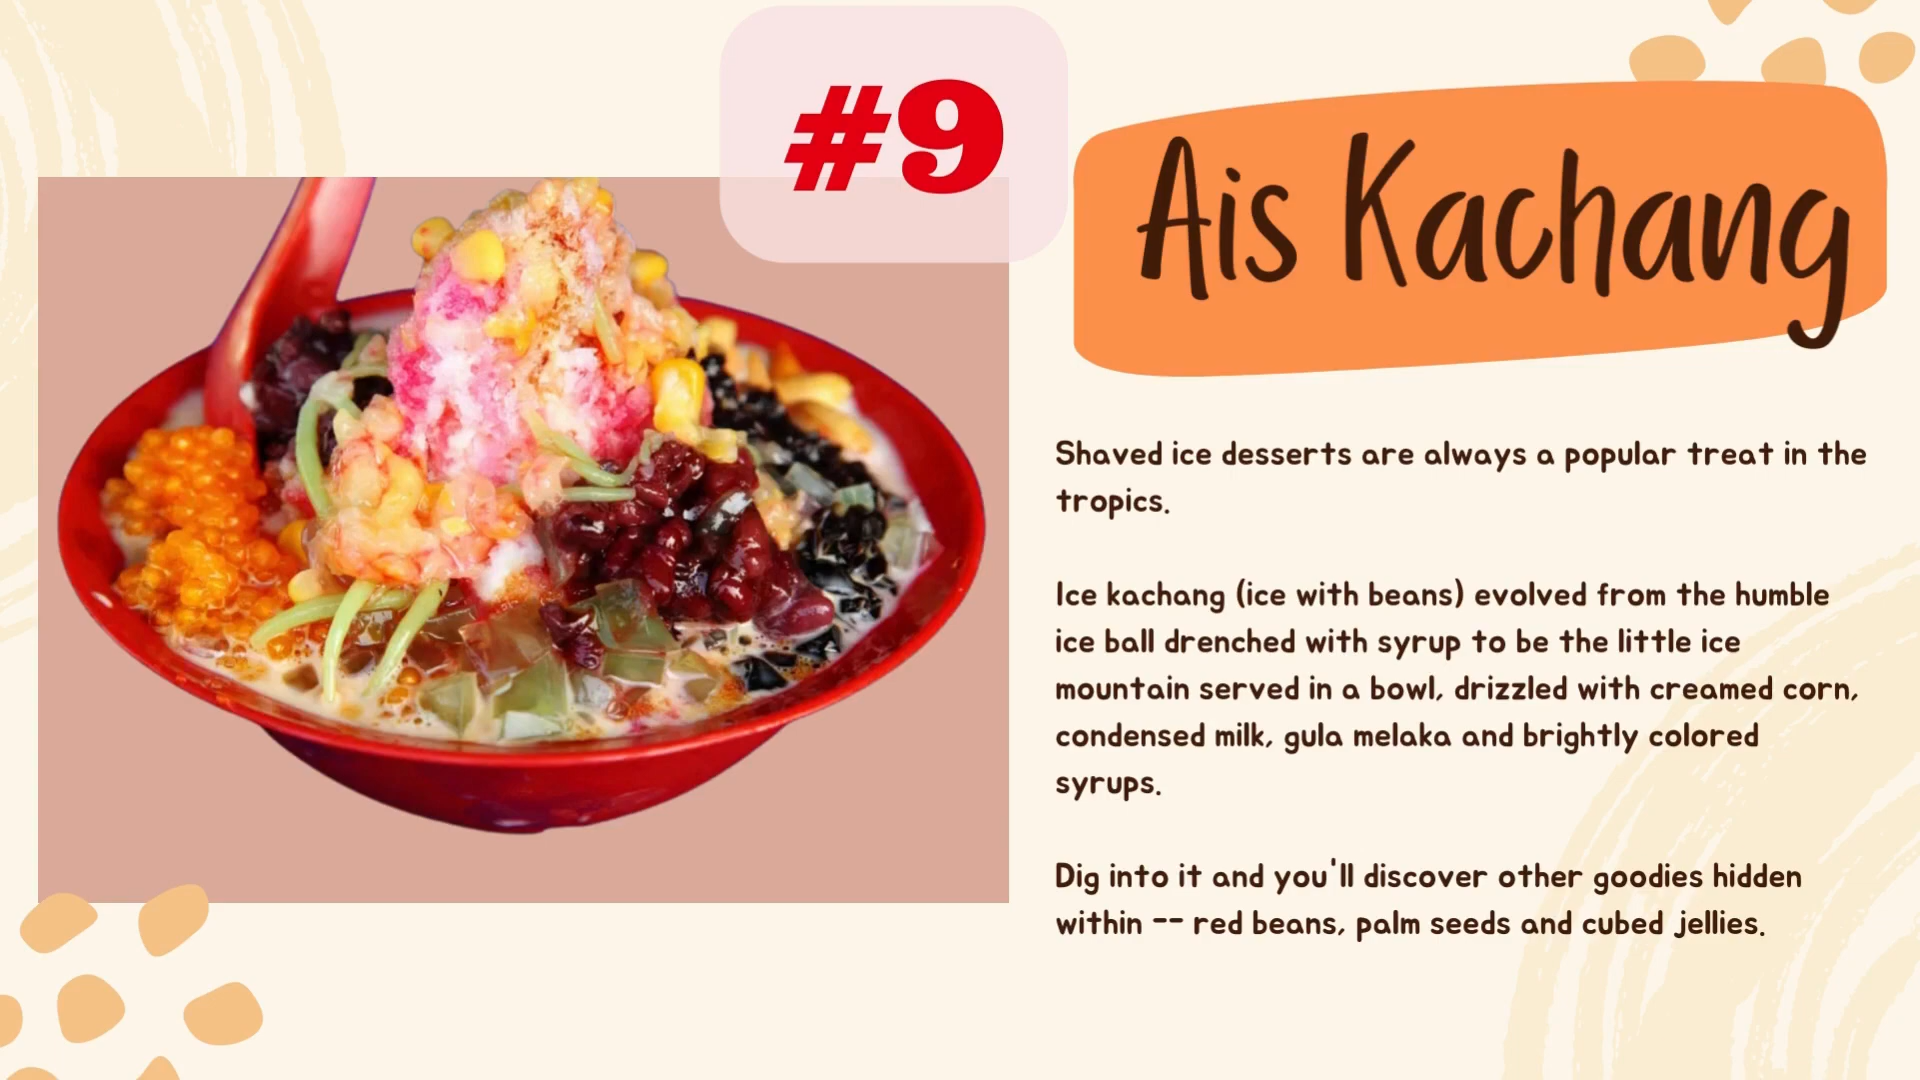 #9
Ais Kachang
Shaved ice desserts are always a popular treat in the
tropics.
Ice kachang (ice with beans) evolved from the humble
ice ball drenched with syrup to be the little ice
mountain served in a bowl, drizzled with creamed corn,
condensed milk, gula melaka and brightly colored
syrups.
Dig into it and you'll discover other goodies hidden
within -- red beans, palm seeds and cubed jellies.